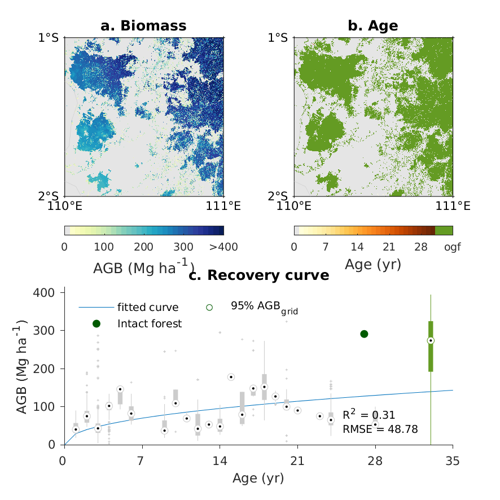 a. Biomass
b. Age
1°S
1°S
2°S
2°S
110°E
111°E
110°E
111°E
0 100 200 300 >400
0 7 14 21 28 ogf
AGB (Mg ha⁻¹)
Age (yr)
c. Recovery curve
fitted curve
95% AGB_grid
Intact forest
400
300
200
100
0
AGB (Mg ha⁻¹)
R² = 0.31
RMSE = 48.78
0 7 14 21 28 35
Age (yr)